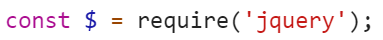 const $ = require('jquery');